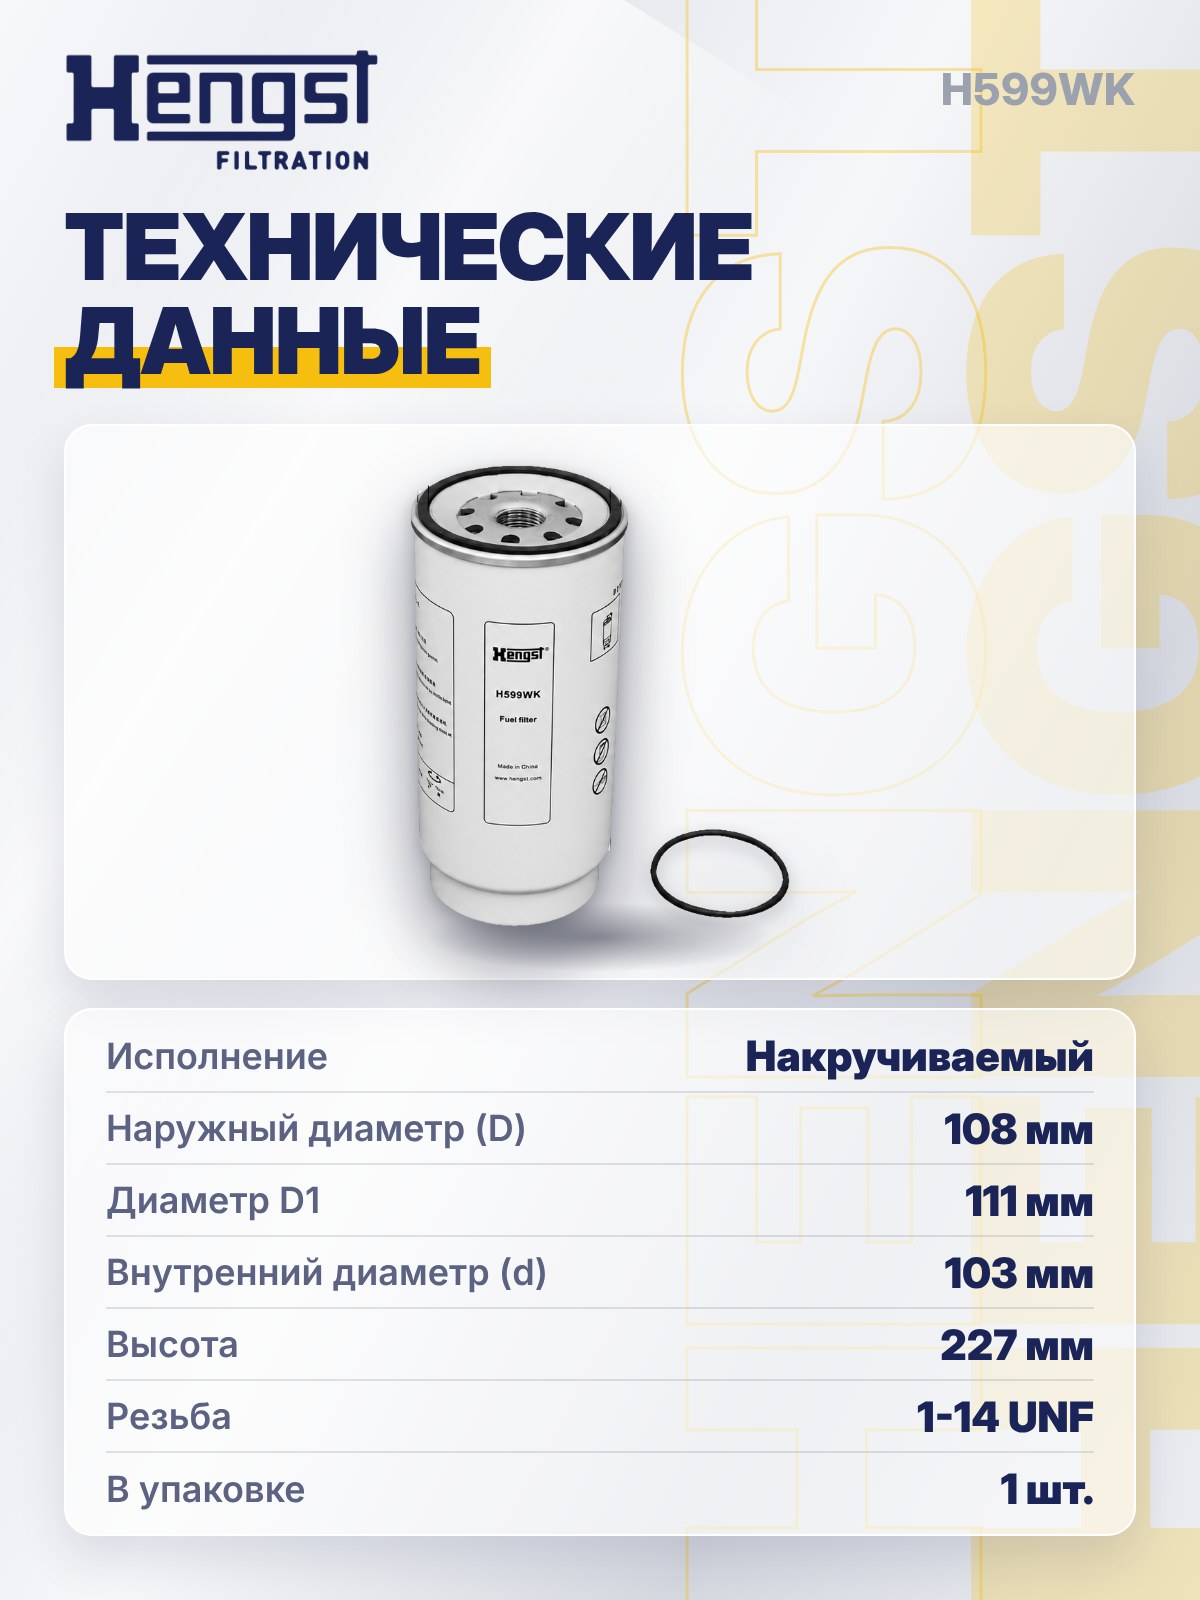 Hengst
FILTRATION
H599WK
ТЕХНИЧЕСКИЕ
ДАННЫЕ
Hengst®
H599WK
Fuel filter
Made in China
www.hengst.com
Исполнение Накручиваемый
Наружный диаметр (D) 108 мм
Диаметр D1 111 мм
Внутренний диаметр (d) 103 мм
Высота 227 мм
Резьба 1-14 UNF
В упаковке 1 шт.
HENGST
HENGST